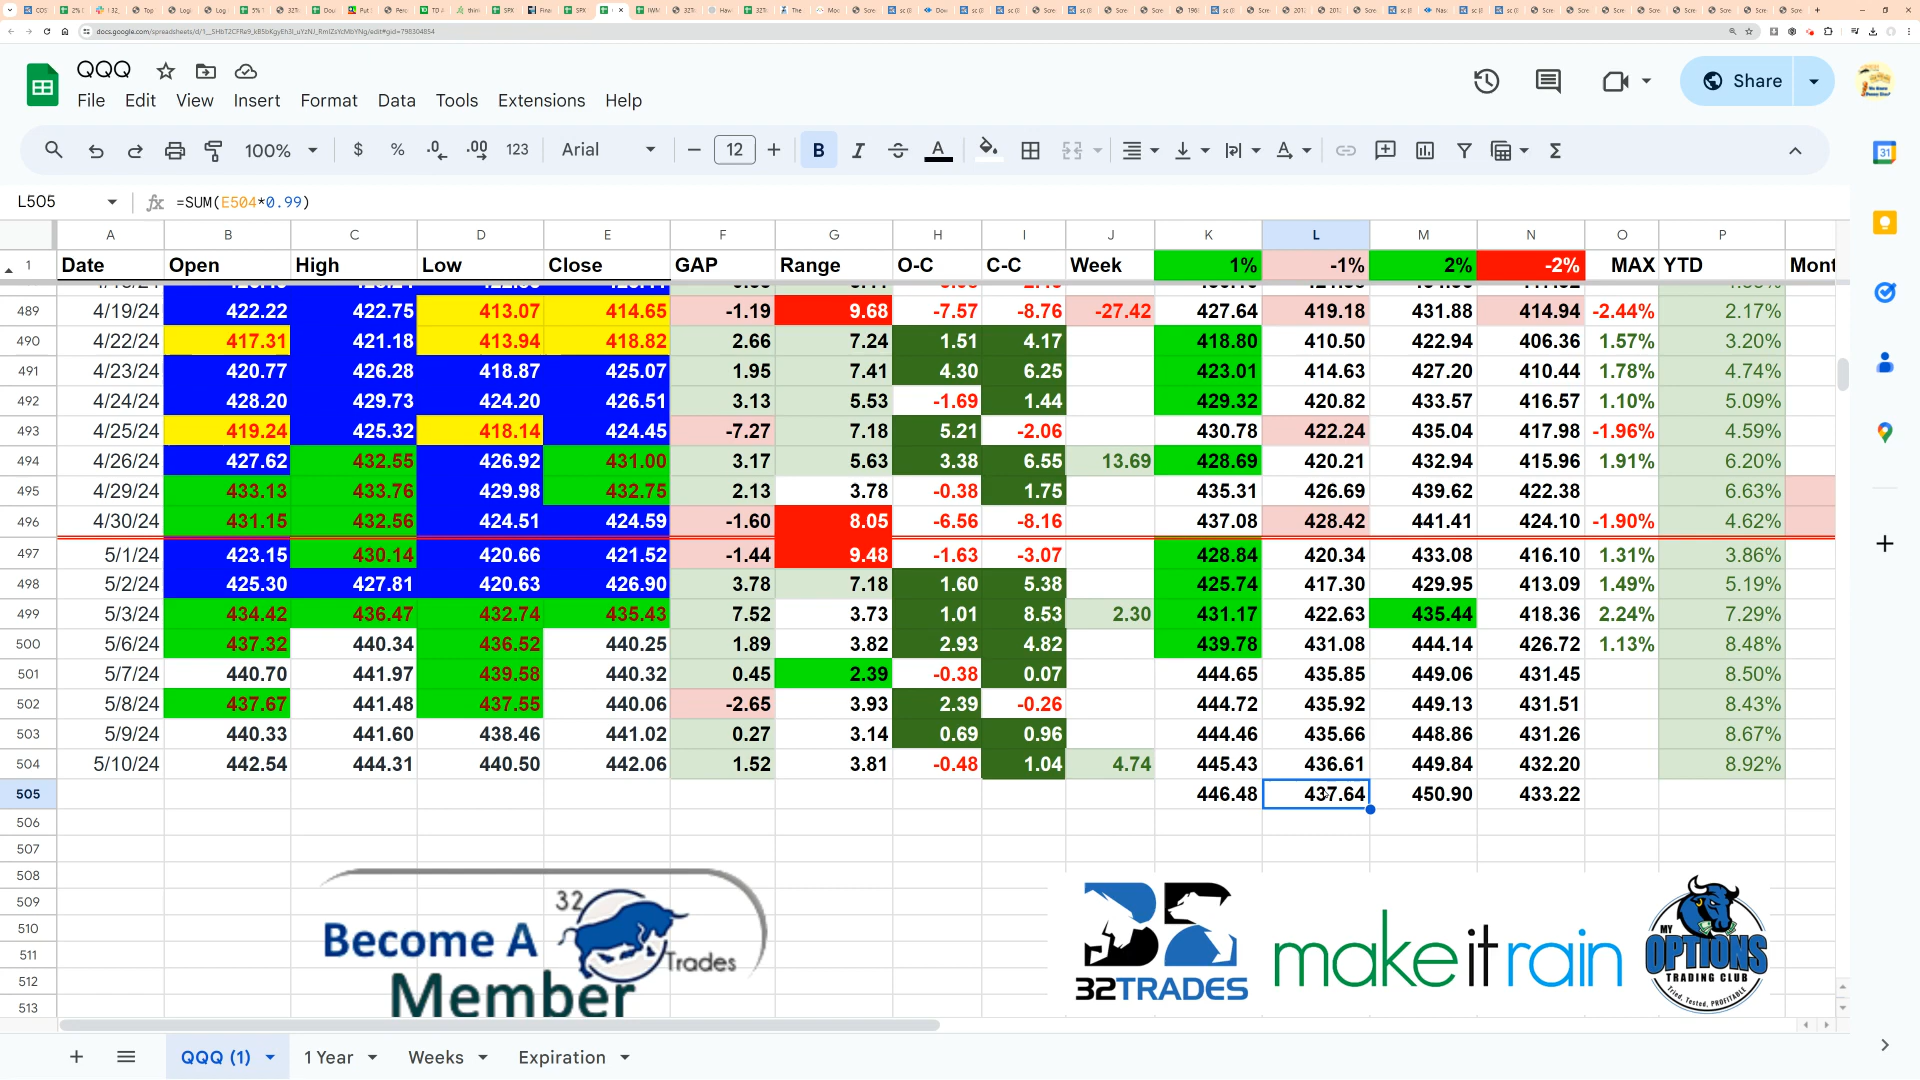 docs.google.com/spreadsheets/d/1__SHbT2CFRe9_kB5bKgyEh3l_uYzNJ_RmlZsYcMbYNg/edit#gid=798304854
QQQ
File Edit View Insert Format Data Tools Extensions Help
Share
100% $ % .0 .00 123 Arial 12 B I A
31
L505 fx =SUM(E504*0.99)
A B C D E F G H I J K L M N O P
1 Date Open High Low Close GAP Range O-C C-C Week 1% -1% 2% -2% MAX YTD Mont
489 4/19/24 422.22 422.75 413.07 414.65 -1.19 9.68 -7.57 -8.76 -27.42 427.64 419.18 431.88 414.94 -2.44% 2.17%
490 4/22/24 417.31 421.18 413.94 418.82 2.66 7.24 1.51 4.17 418.80 410.50 422.94 406.36 1.57% 3.20%
491 4/23/24 420.77 426.28 418.87 425.07 1.95 7.41 4.30 6.25 423.01 414.63 427.20 410.44 1.78% 4.74%
492 4/24/24 428.20 429.73 424.20 426.51 3.13 5.53 -1.69 1.44 429.32 420.82 433.57 416.57 1.10% 5.09%
493 4/25/24 419.24 425.32 418.14 424.45 -7.27 7.18 5.21 -2.06 430.78 422.24 435.04 417.98 -1.96% 4.59%
494 4/26/24 427.62 432.55 426.92 431.00 3.17 5.63 3.38 6.55 13.69 428.69 420.21 432.94 415.96 1.91% 6.20%
495 4/29/24 433.13 433.76 429.98 432.75 2.13 3.78 -0.38 1.75 435.31 426.69 439.62 422.38 6.63%
496 4/30/24 431.15 432.56 424.51 424.59 -1.60 8.05 -6.56 -8.16 437.08 428.42 441.41 424.10 -1.90% 4.62%
497 5/1/24 423.15 430.14 420.66 421.52 -1.44 9.48 -1.63 -3.07 428.84 420.34 433.08 416.10 1.31% 3.86%
498 5/2/24 425.30 427.81 420.63 426.90 3.78 7.18 1.60 5.38 425.74 417.30 429.95 413.09 1.49% 5.19%
499 5/3/24 434.42 436.47 432.74 435.43 7.52 3.73 1.01 8.53 2.30 431.17 422.63 435.44 418.36 2.24% 7.29%
500 5/6/24 437.32 440.34 436.52 440.25 1.89 3.82 2.93 4.82 439.78 431.08 444.14 426.72 1.13% 8.48%
501 5/7/24 440.70 441.97 439.58 440.32 0.45 2.39 -0.38 0.07 444.65 435.85 449.06 431.45 8.50%
502 5/8/24 437.67 441.48 437.55 440.06 -2.65 3.93 2.39 -0.26 444.72 435.92 449.13 431.51 8.43%
503 5/9/24 440.33 441.60 438.46 441.02 0.27 3.14 0.69 0.96 444.46 435.66 448.86 431.26 8.67%
504 5/10/24 442.54 444.31 440.50 442.06 1.52 3.81 -0.48 1.04 4.74 445.43 436.61 449.84 432.20 8.92%
505 446.48 437.64 450.90 433.22
506
507
508
509
510
511
512
513
Become A Member
32 Trades
32TRADES
makeitrain
MY OPTIONS TRADING CLUB
Tried, Tested, PROFITABLE
QQQ (1) 1 Year Weeks Expiration